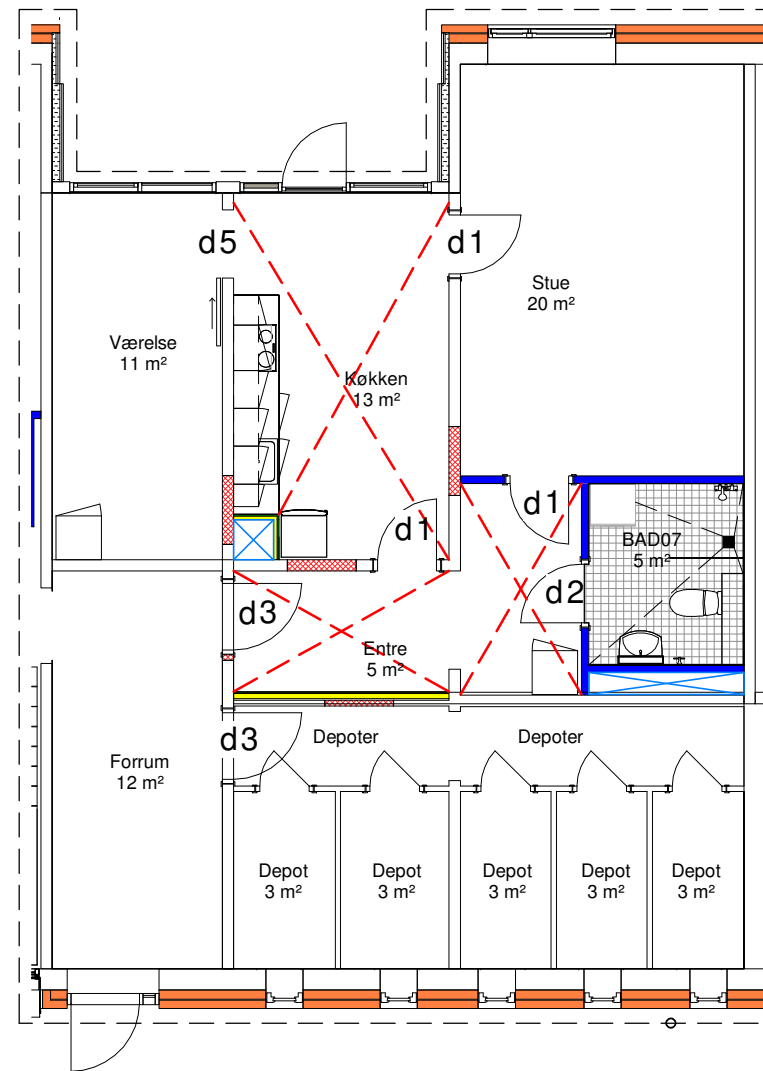 d5
d1
Stue
20 m²
Værelse
11 m²
Køkken
13 m²
d1
d1
BAD07
5 m²
d2
d3
Entre
5 m²
d3
Depoter
Depoter
Forrum
12 m²
Depot
3 m²
Depot
3 m²
Depot
3 m²
Depot
3 m²
Depot
3 m²